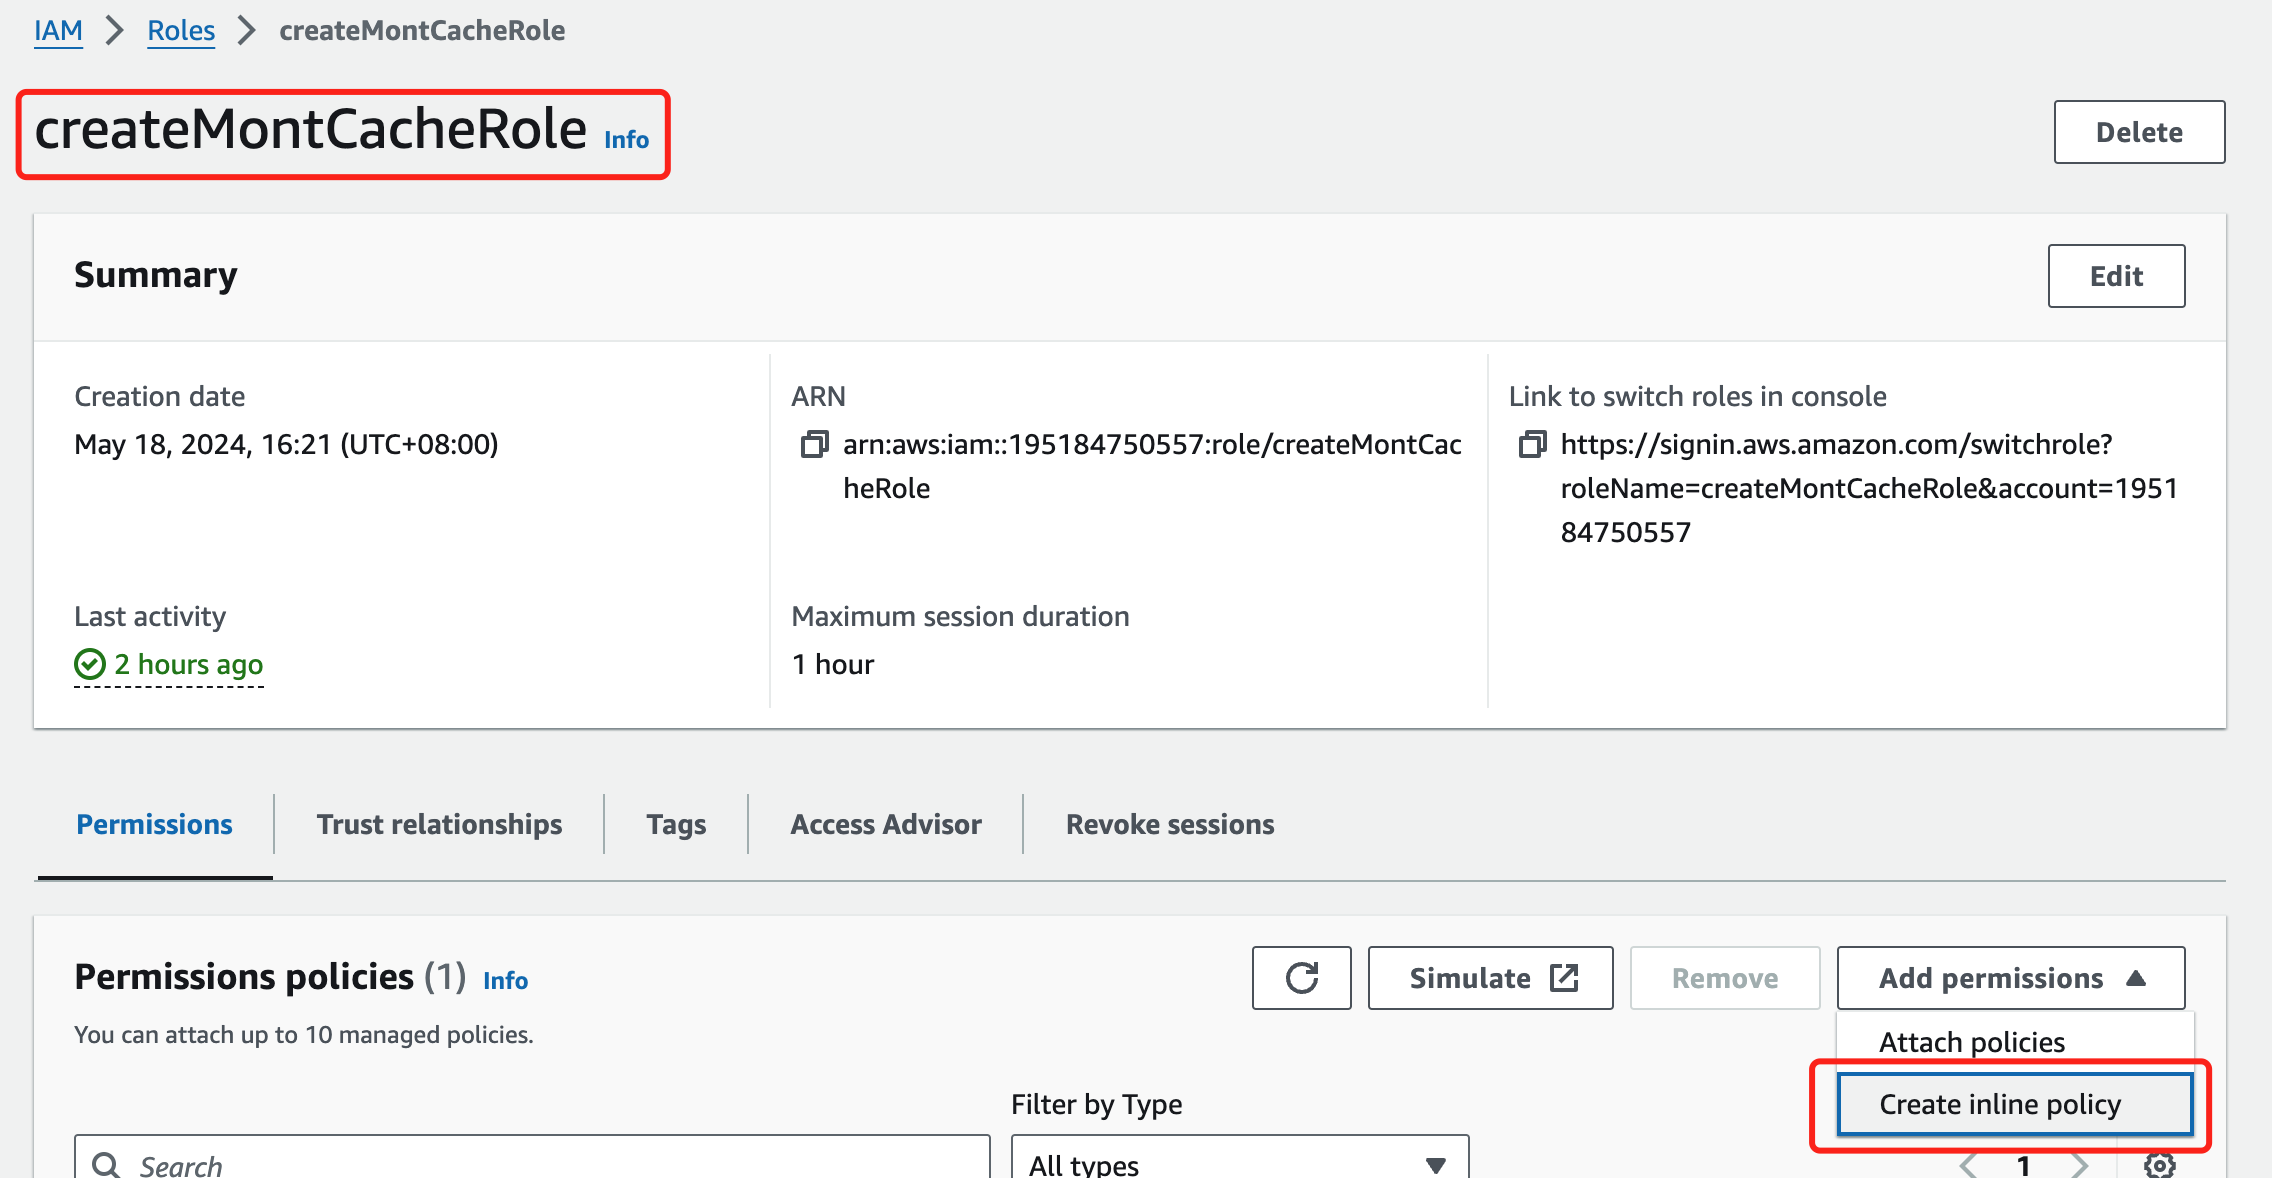 IAM > Roles > createMontCacheRole
createMontCacheRole Info
Delete
Summary
Edit
Creation date
May 18, 2024, 16:21 (UTC+08:00)
ARN
arn:aws:iam::195184750557:role/createMontCac
heRole
Link to switch roles in console
https://signin.aws.amazon.com/switchrole?
roleName=createMontCacheRole&account=1951
84750557
Last activity
2 hours ago
Maximum session duration
1 hour
Permissions
Trust relationships
Tags
Access Advisor
Revoke sessions
Permissions policies (1) Info
Simulate
Remove
Add permissions
You can attach up to 10 managed policies.
Attach policies
Create inline policy
Filter by Type
Search
All types
1